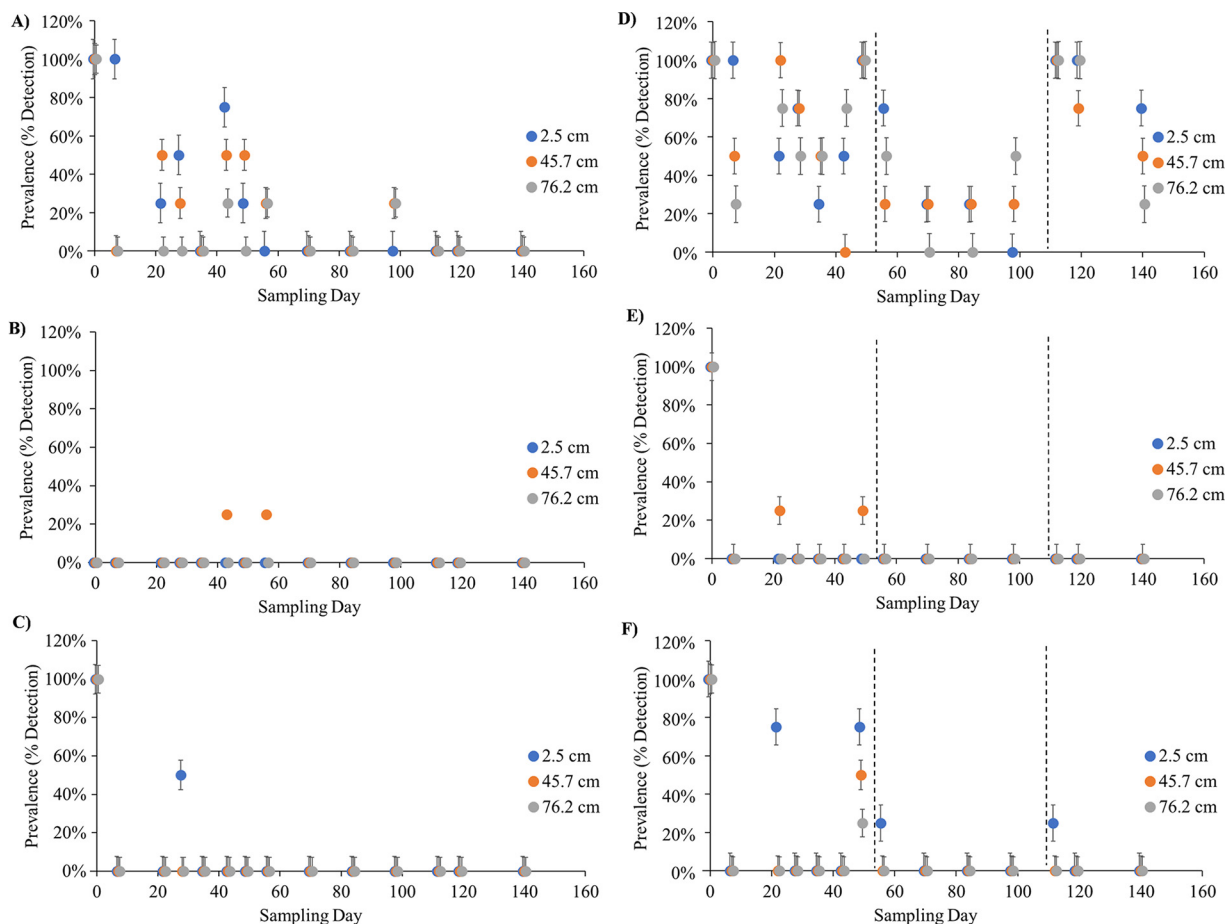 A)
120%
100%
80%
60%
40%
20%
0%
Prevalence (% Detection)
0 20 40 60 80 100 120 140 160
Sampling Day
2.5 cm
45.7 cm
76.2 cm
D)
120%
100%
80%
60%
40%
20%
0%
Prevalence (% Detection)
0 20 40 60 80 100 120 140 160
Sampling Day
2.5 cm
45.7 cm
76.2 cm
B)
120%
100%
80%
60%
40%
20%
0%
Prevalence (% Detection)
0 20 40 60 80 100 120 140 160
Sampling Day
2.5 cm
45.7 cm
76.2 cm
E)
120%
100%
80%
60%
40%
20%
0%
Prevalence (% Detection)
0 20 40 60 80 100 120 140 160
Sampling Day
2.5 cm
45.7 cm
76.2 cm
C)
120%
100%
80%
60%
40%
20%
0%
Prevalence (% Detection)
0 20 40 60 80 100 120 140 160
Sampling Day
2.5 cm
45.7 cm
76.2 cm
F)
120%
100%
80%
60%
40%
20%
0%
Prevalence (% Detection)
0 20 40 60 80 100 120 140 160
Sampling Day
2.5 cm
45.7 cm
76.2 cm